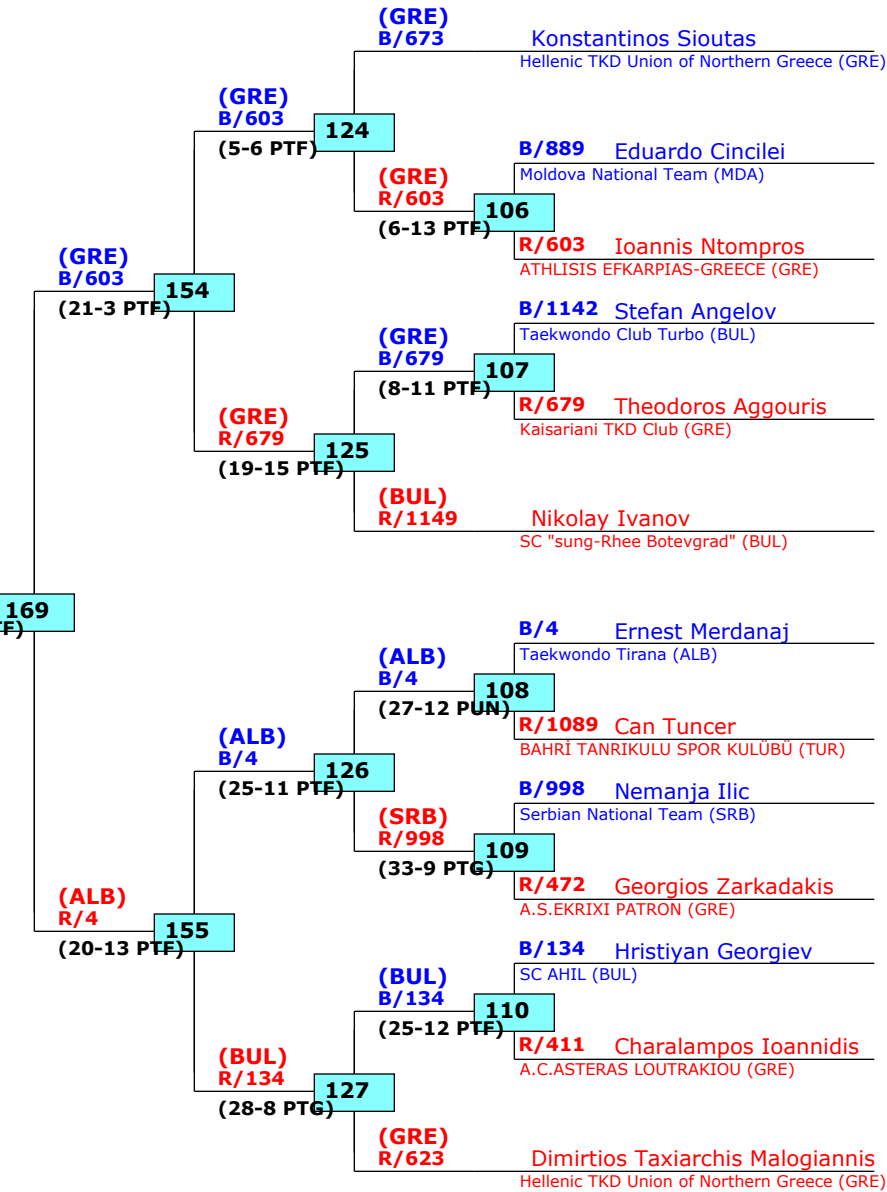 (GRE)
B/673
Konstantinos Sioutas
Hellenic TKD Union of Northern Greece (GRE)
(GRE)
B/603
(5-6 PTF)
124
B/889 Eduardo Cincilei
Moldova National Team (MDA)
(GRE)
R/603
(6-13 PTF)
106
R/603 Ioannis Ntompros
ATHLISIS EFKARPIAS-GREECE (GRE)
(GRE)
B/603
(21-3 PTF)
154
B/1142 Stefan Angelov
Taekwondo Club Turbo (BUL)
(GRE)
B/679
(8-11 PTF)
107
R/679 Theodoros Aggouris
Kaisariani TKD Club (GRE)
(GRE)
R/679
(19-15 PTF)
125
(BUL)
R/1149
Nikolay Ivanov
SC "sung-Rhee Botevgrad" (BUL)
169
F)
B/4 Ernest Merdanaj
Taekwondo Tirana (ALB)
(ALB)
B/4
(27-12 PUN)
108
R/1089 Can Tuncer
BAHRİ TANRIKULU SPOR KULÜBÜ (TUR)
(ALB)
B/4
(25-11 PTF)
126
B/998 Nemanja Ilic
Serbian National Team (SRB)
(SRB)
R/998
(33-9 PTG)
109
R/472 Georgios Zarkadakis
A.S.EKRIXI PATRON (GRE)
(ALB)
R/4
(20-13 PTF)
155
B/134 Hristiyan Georgiev
SC AHIL (BUL)
(BUL)
B/134
(25-12 PTF)
110
R/411 Charalampos Ioannidis
A.C.ASTERAS LOUTRAKIOU (GRE)
(BUL)
R/134
(28-8 PTG)
127
(GRE)
R/623
Dimirtios Taxiarchis Malogiannis
Hellenic TKD Union of Northern Greece (GRE)